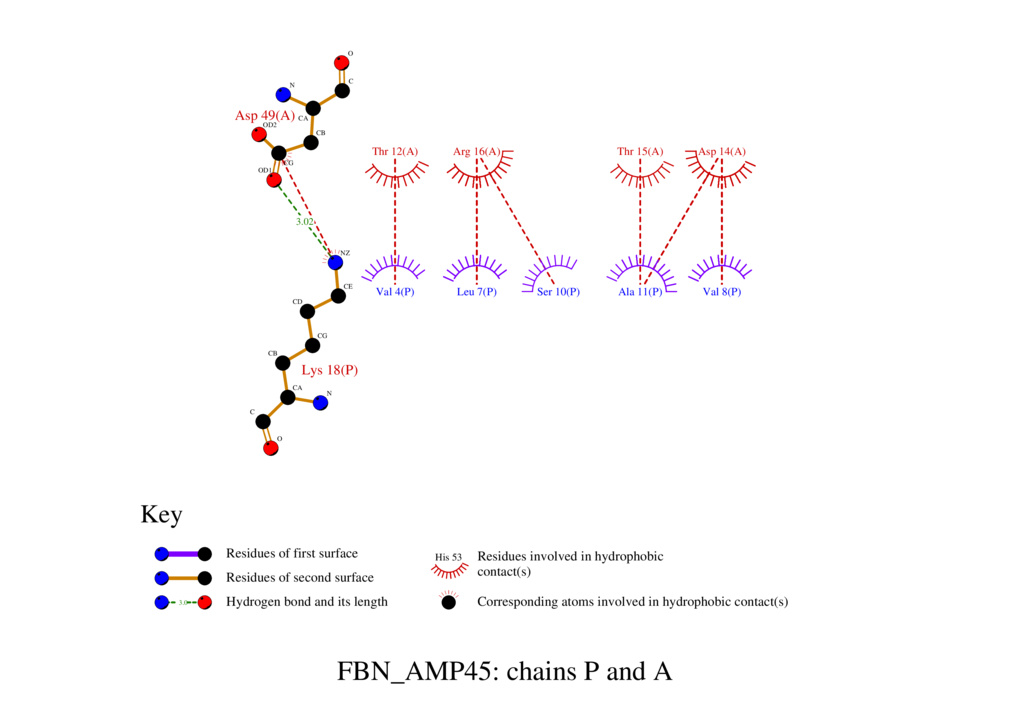 O
N
C
Asp 49(A)
CA
OD2
CB
CG
OD1
3.02
NZ
CE
CD
CG
CB
Lys 18(P)
CA
N
C
O
Thr 12(A) Arg 16(A) Thr 15(A) Asp 14(A)
Val 4(P) Leu 7(P) Ser 10(P) Ala 11(P) Val 8(P)
Key
Residues of first surface
Residues of second surface
3.0
Hydrogen bond and its length
His 53
Residues involved in hydrophobic
contact(s)
Corresponding atoms involved in hydrophobic contact(s)
FBN_AMP45: chains P and A